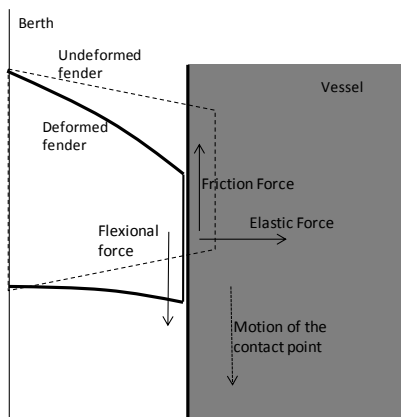 Berth
Undeformed
fender
Vessel
Deformed
fender
Friction Force
Flexional
force
Elastic Force
Motion of the
contact point